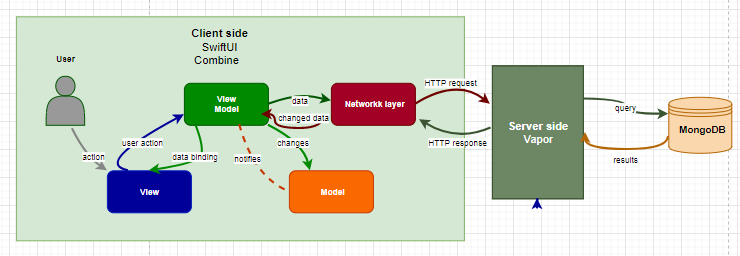 Client side
SwiftUI
Combine
User
HTTP request
View
Model
data
Networkk layer
changed data
query
Server side
Vapor
MongoDB
user action
HTTP response
action
data binding
notifies
changes
results
View
Model